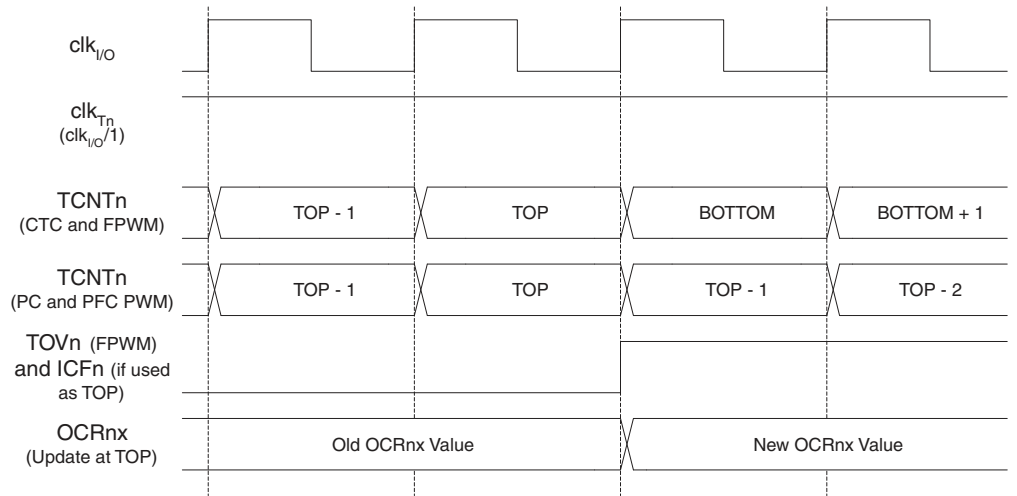 clkI/O
clkTn
(clkI/O/1)
TCNTn
(CTC and FPWM)
TOP - 1
TOP
BOTTOM
BOTTOM + 1
TCNTn
(PC and PFC PWM)
TOP - 1
TOP
TOP - 1
TOP - 2
TOVn (FPWM)
and ICFn (if used
as TOP)
OCRnx
(Update at TOP)
Old OCRnx Value
New OCRnx Value